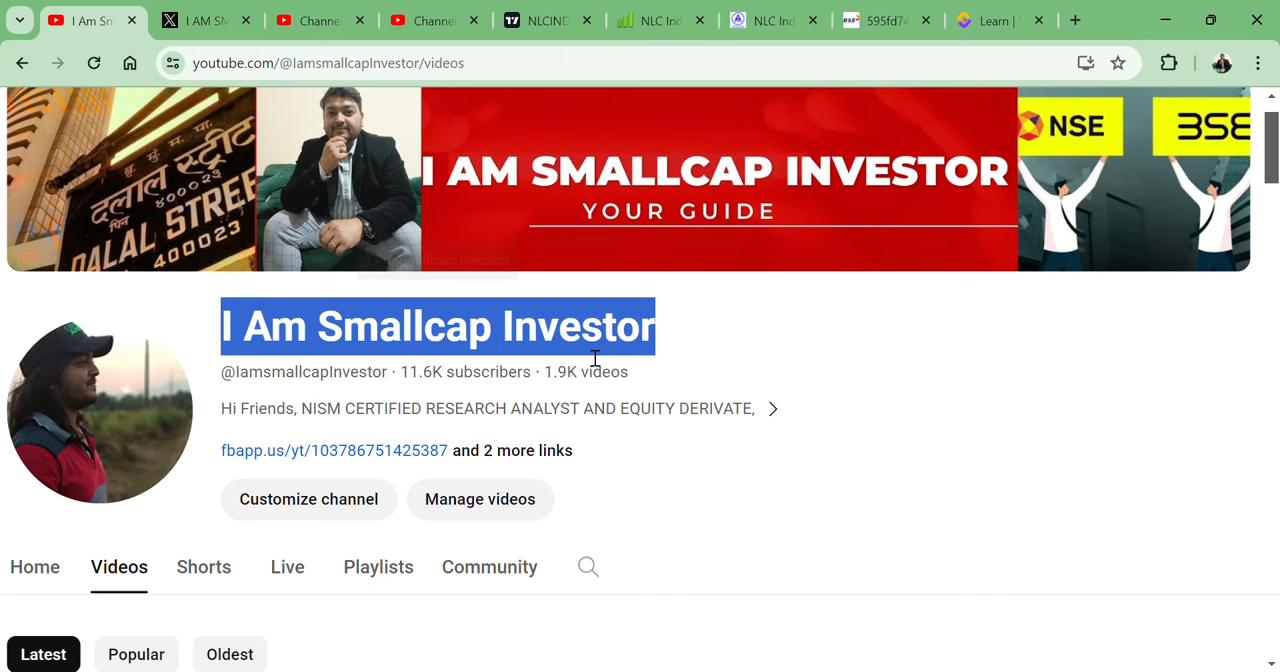 I Am Sm
I AM SM
Channel
Channel
NLCIND
NLC Ind
NLC Ind
595fd74
Learn | S
youtube.com/@IamsmallcapInvestor/videos
मुं. म. पा.
दलाल स्ट्रीट
पिन ४०००२३
DALAL STREE
400023
I AM SMALLCAP INVESTOR
YOUR GUIDE
NSE
BSE
I Am Smallcap Investor
@IamsmallcapInvestor · 11.6K subscribers · 1.9K videos
Hi Friends, NISM CERTIFIED RESEARCH ANALYST AND EQUITY DERIVATE,
fbapp.us/yt/103786751425387 and 2 more links
Customize channel
Manage videos
Home
Videos
Shorts
Live
Playlists
Community
Latest
Popular
Oldest